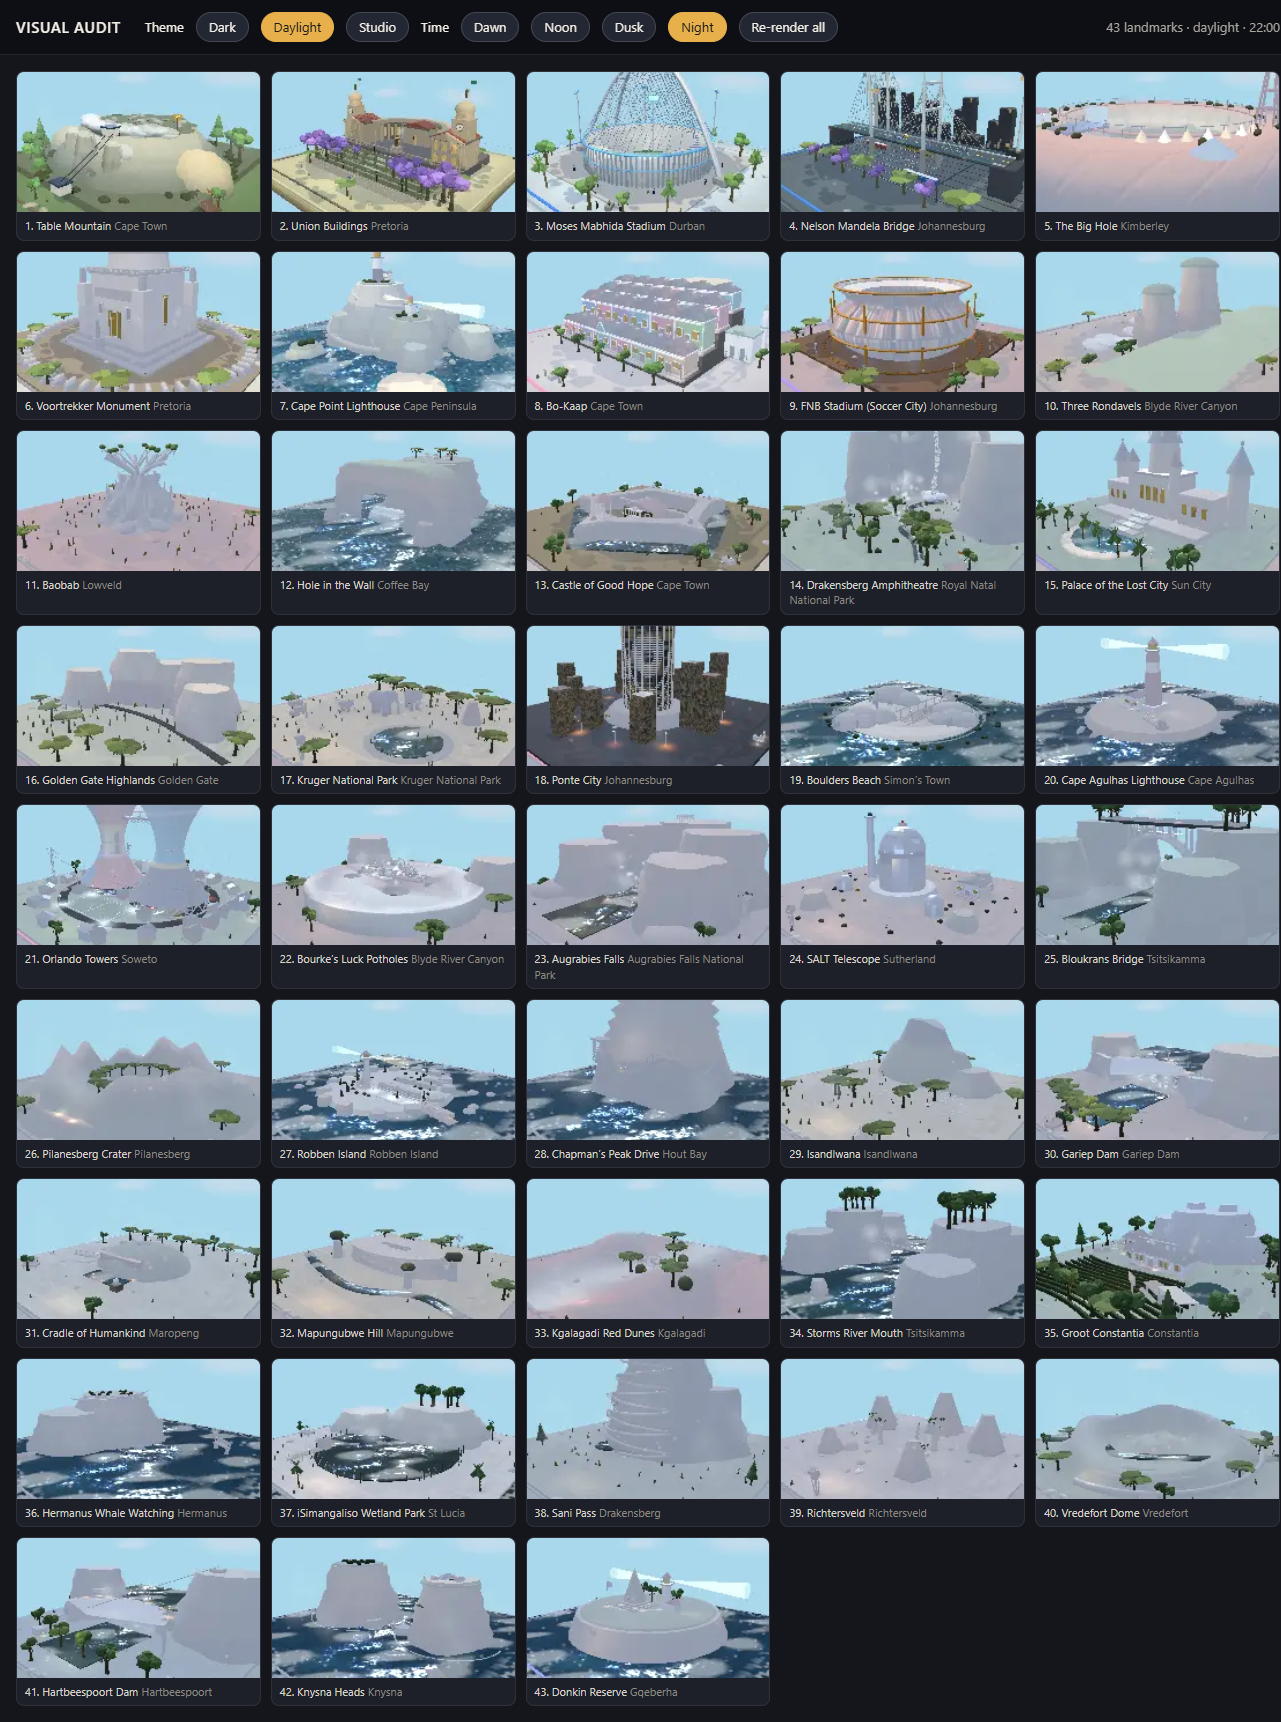 VISUAL AUDIT Theme Dark Daylight Studio Time Dawn Noon Dusk Night Re-render all 43 landmarks · daylight · 22:00
1. Table Mountain Cape Town
2. Union Buildings Pretoria
3. Moses Mabhida Stadium Durban
4. Nelson Mandela Bridge Johannesburg
5. The Big Hole Kimberley
6. Voortrekker Monument Pretoria
7. Cape Point Lighthouse Cape Peninsula
8. Bo-Kaap Cape Town
9. FNB Stadium (Soccer City) Johannesburg
10. Three Rondavels Blyde River Canyon
11. Baobab Lowveld
12. Hole in the Wall Coffee Bay
13. Castle of Good Hope Cape Town
14. Drakensberg Amphitheatre Royal Natal
National Park
15. Palace of the Lost City Sun City
16. Golden Gate Highlands Golden Gate
17. Kruger National Park Kruger National Park
18. Ponte City Johannesburg
19. Boulders Beach Simon's Town
20. Cape Agulhas Lighthouse Cape Agulhas
21. Orlando Towers Soweto
22. Bourke's Luck Potholes Blyde River Canyon
23. Augrabies Falls Augrabies Falls National
Park
24. SALT Telescope Sutherland
25. Bloukrans Bridge Tsitsikamma
26. Pilanesberg Crater Pilanesberg
27. Robben Island Robben Island
28. Chapman's Peak Drive Hout Bay
29. Isandlwana Isandlwana
30. Gariep Dam Gariep Dam
31. Cradle of Humankind Maropeng
32. Mapungubwe Hill Mapungubwe
33. Kgalagadi Red Dunes Kgalagadi
34. Storms River Mouth Tsitsikamma
35. Groot Constantia Constantia
36. Hermanus Whale Watching Hermanus
37. iSimangaliso Wetland Park St Lucia
38. Sani Pass Drakensberg
39. Richtersveld Richtersveld
40. Vredefort Dome Vredefort
41. Hartbeespoort Dam Hartbeespoort
42. Knysna Heads Knysna
43. Donkin Reserve Gqeberha